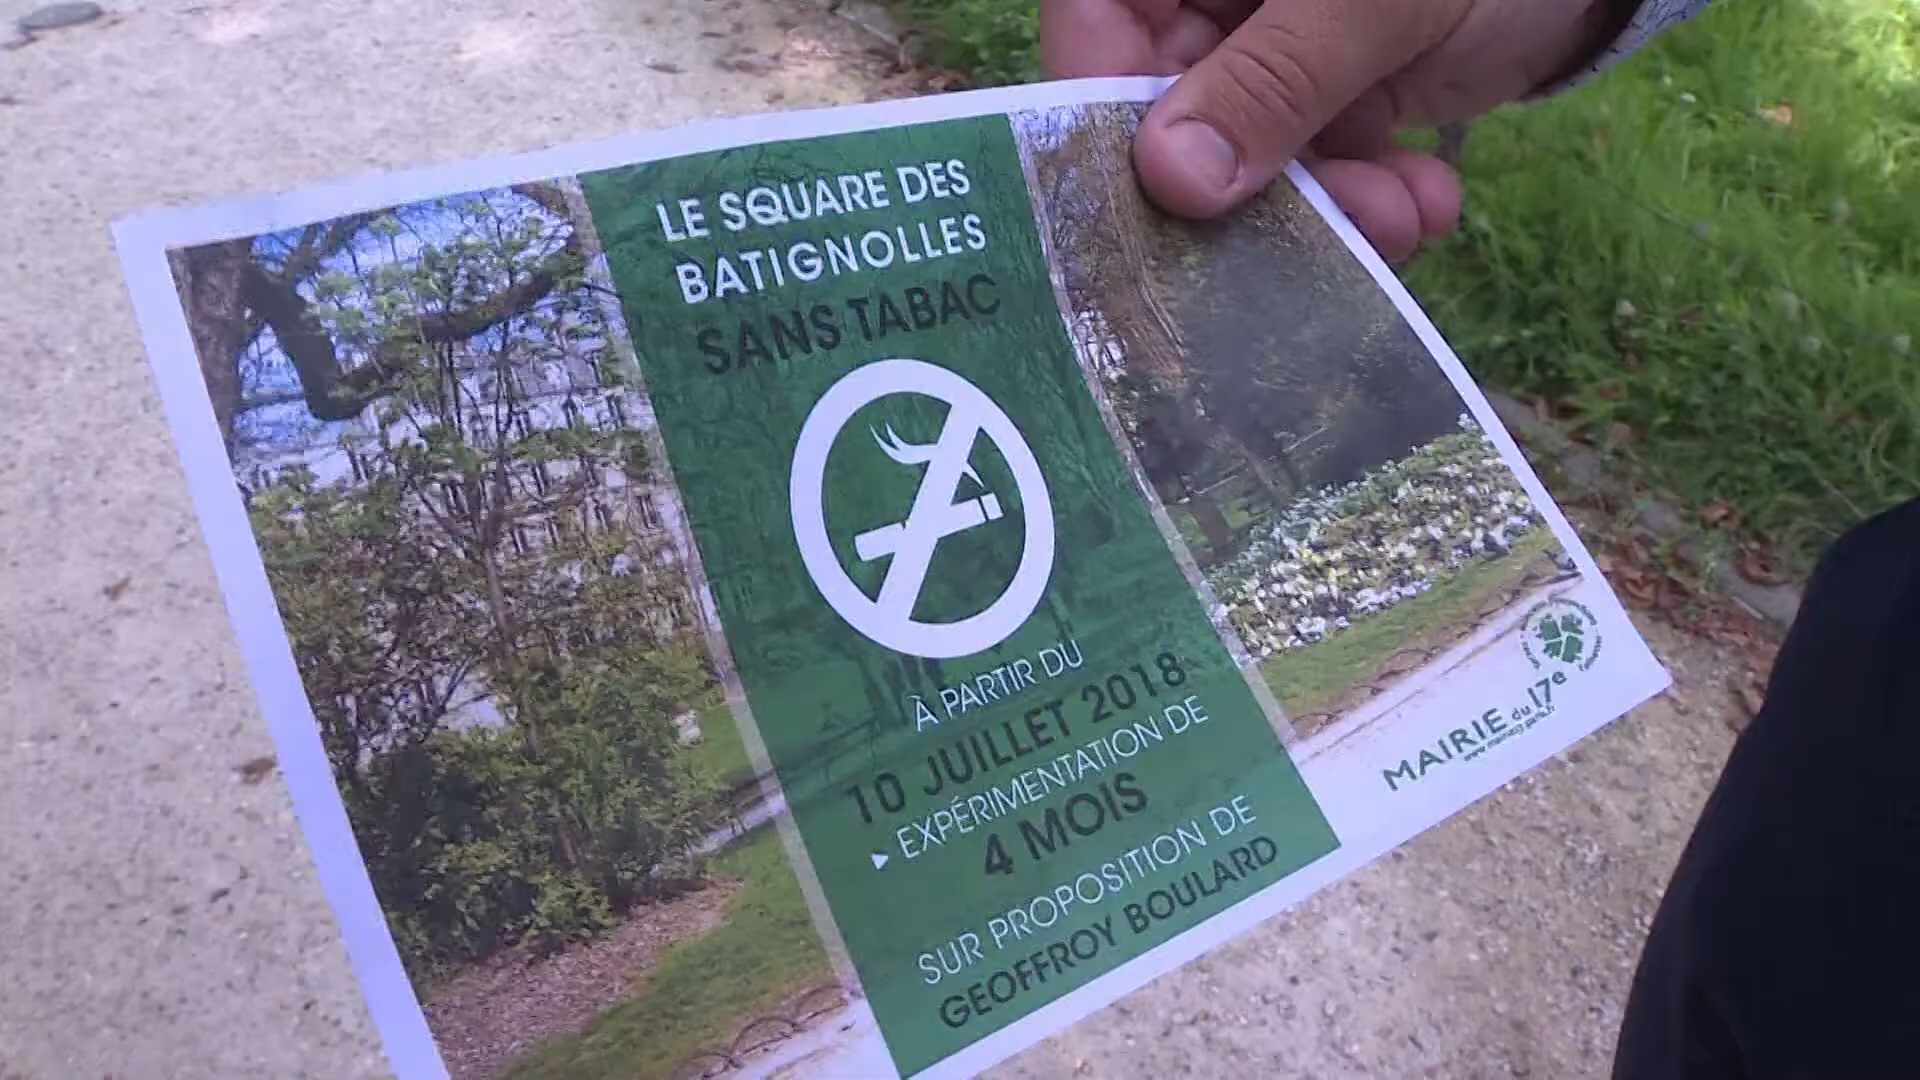 LE SQUARE DES
BATIGNOLLES
SANS TABAC
À PARTIR DU
10 JUILLET 2018
▸ EXPÉRIMENTATION DE
4 MOIS
SUR PROPOSITION DE
GEOFFROY BOULARD
MAIRIE du 17e